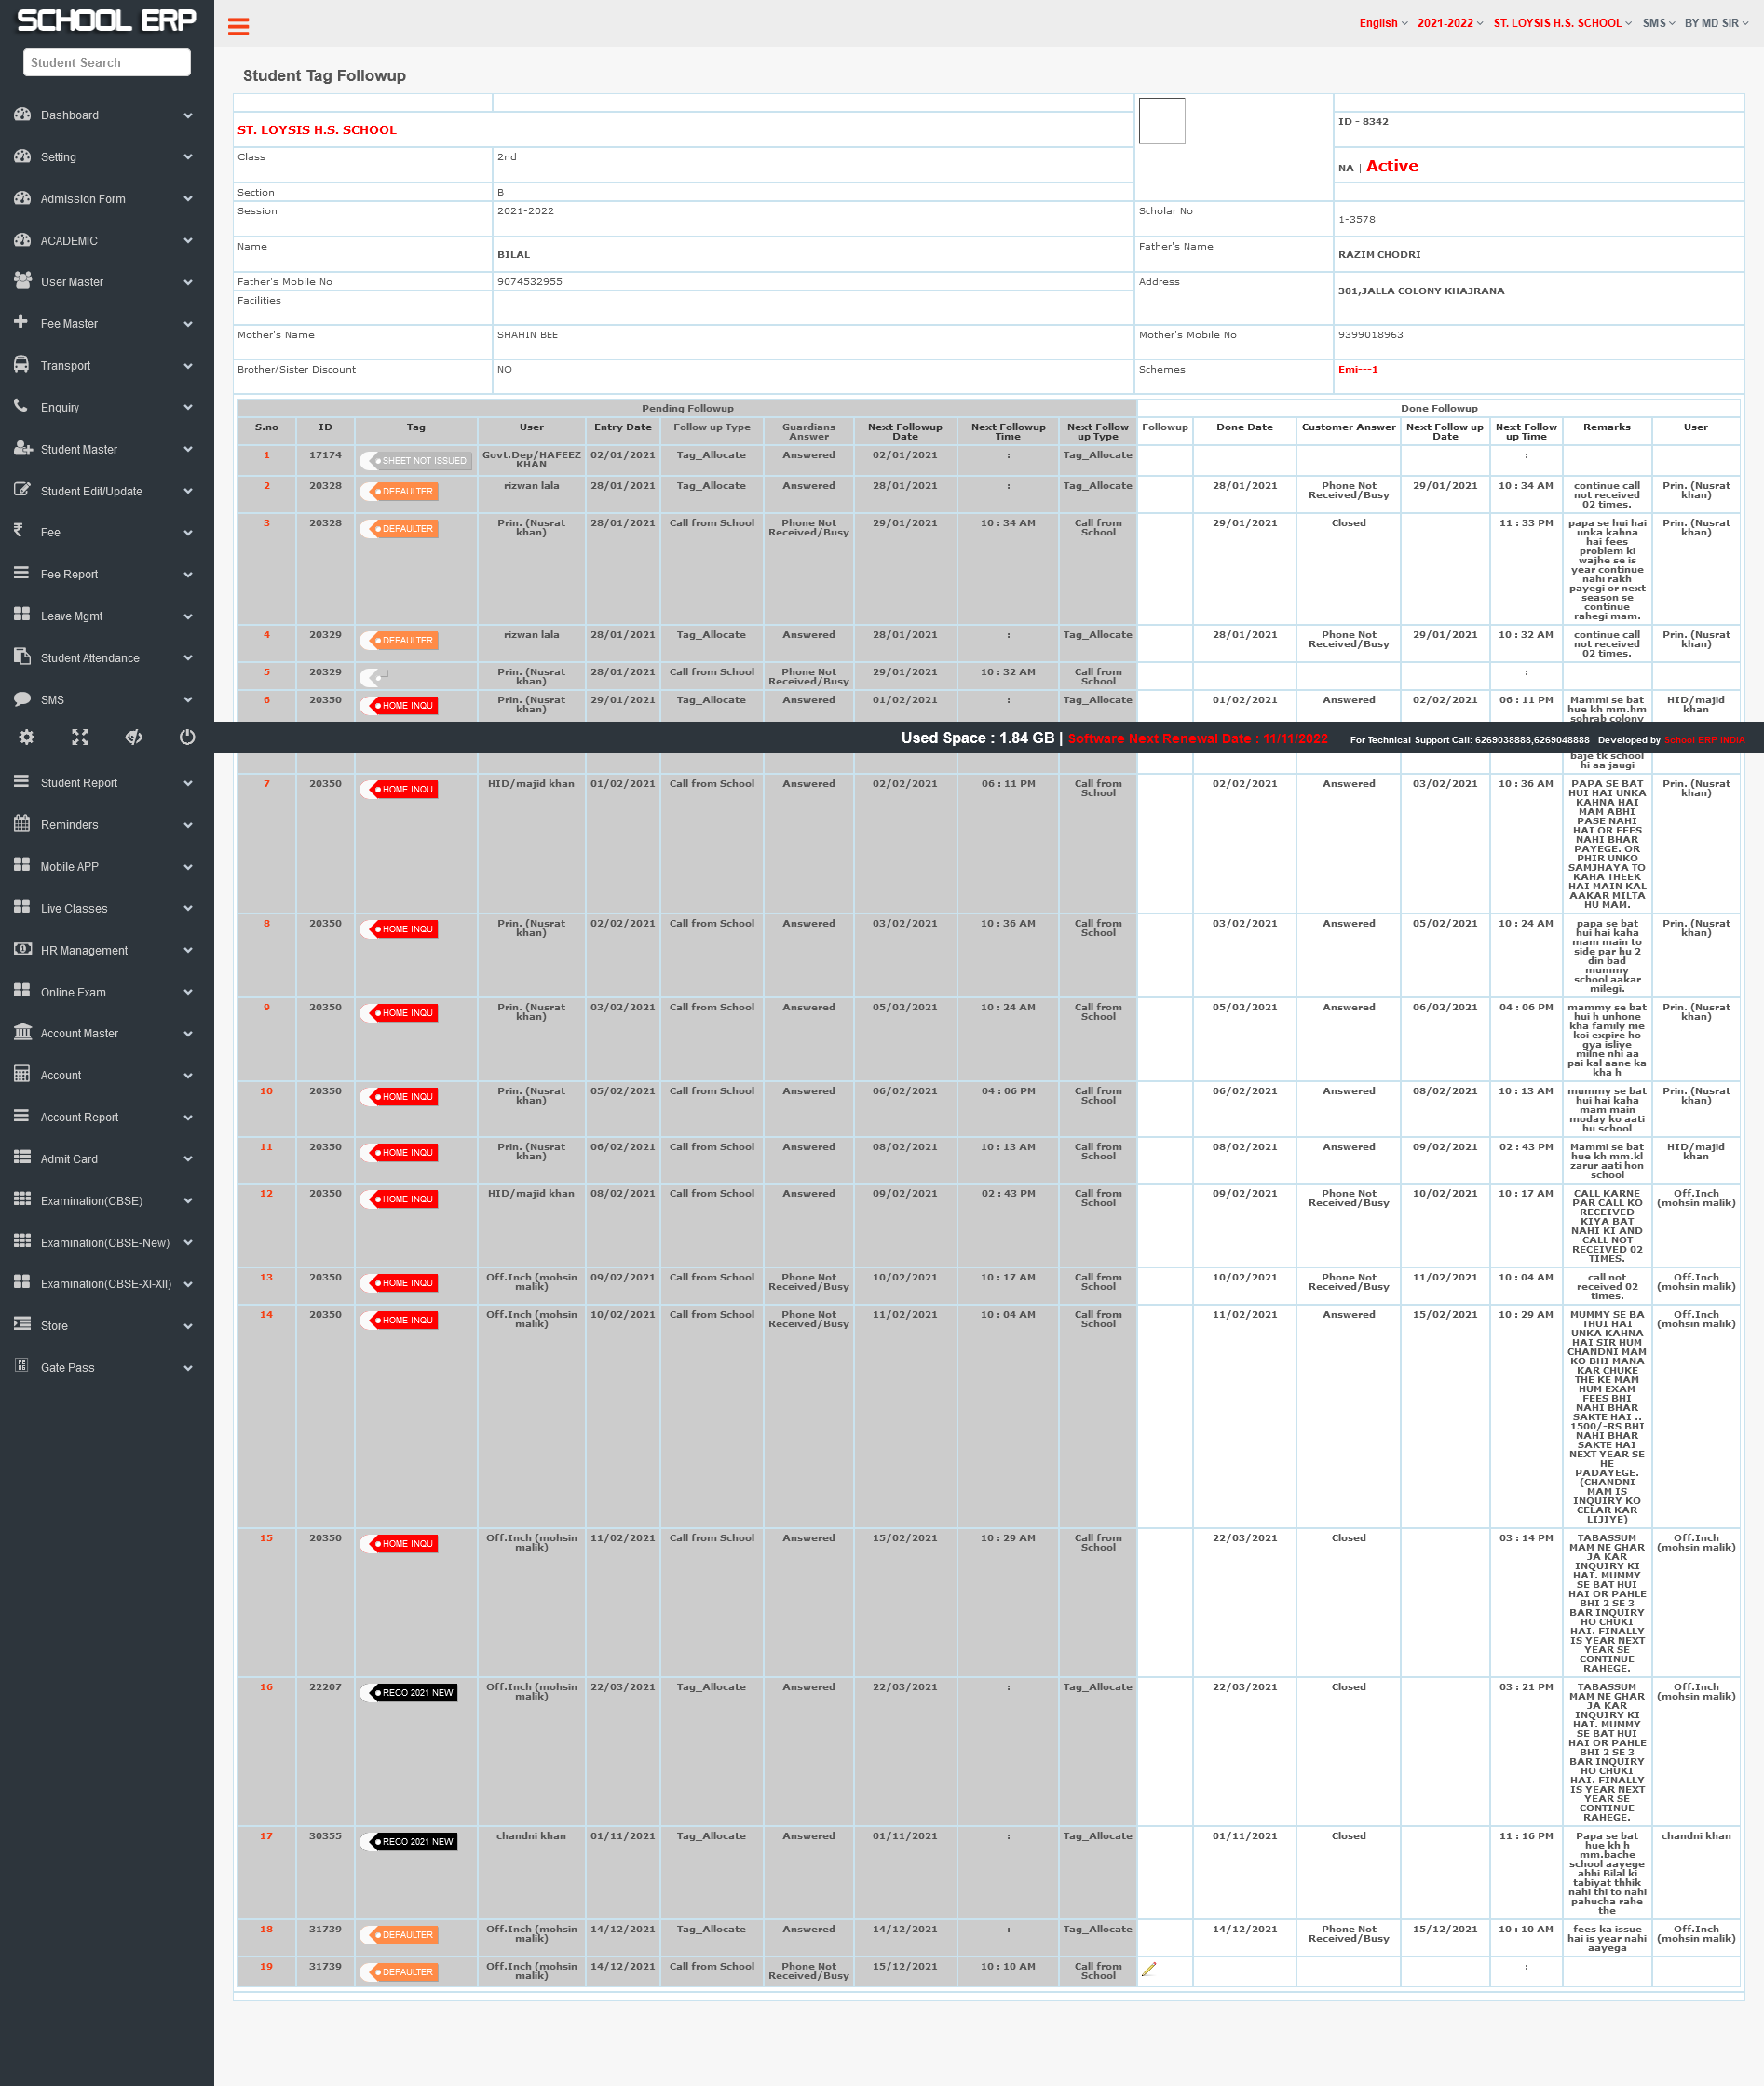 SCHOOL ERP
Student Search
English 2021-2022 ST. LOYSIS H.S. SCHOOL SMS BY MD SIR
Dashboard
Setting
Admission Form
ACADEMIC
User Master
Fee Master
Transport
Enquiry
Student Master
Student Edit/Update
Fee
Fee Report
Leave Mgmt
Student Attendance
SMS
Student Report
Reminders
Mobile APP
Live Classes
HR Management
Online Exam
Account Master
Account
Account Report
Admit Card
Examination(CBSE)
Examination(CBSE-New)
Examination(CBSE-XI-XII)
Store
Gate Pass
Student Tag Followup
ID - 8342
ST. LOYSIS H.S. SCHOOL
Class 2nd NA | Active
Section B
Session 2021-2022 Scholar No 1-3578
Name BILAL Father's Name RAZIM CHODRI
Father's Mobile No 9074532955 Address 301,JALLA COLONY KHAJRANA
Facilities
Mother's Name SHAHIN BEE Mother's Mobile No 9399018963
Brother/Sister Discount NO Schemes Emi---1
Pending Followup Done Followup
S.no ID Tag User Entry Date Follow up Type Guardians Answer Next Followup Date Next Followup Time Next Follow up Type Followup Done Date Customer Answer Next Follow up Date Next Follow up Time Remarks User
1 17174 SHEET NOT ISSUED Govt.Dep/HAFEEZ KHAN 02/01/2021 Tag_Allocate Answered 02/01/2021 : Tag_Allocate :
2 20328 DEFAULTER rizwan lala 28/01/2021 Tag_Allocate Answered 28/01/2021 : Tag_Allocate 28/01/2021 Phone Not Received/Busy 29/01/2021 10 : 34 AM continue call not received 02 times. Prin. (Nusrat khan)
3 20328 DEFAULTER Prin. (Nusrat khan) 28/01/2021 Call from School Phone Not Received/Busy 29/01/2021 10 : 34 AM Call from School 29/01/2021 Closed 11 : 33 PM papa se hui hai unka kahna hai fees problem ki wajhe se is year continue nahi rakh payegi or next season se continue rahegi mam. Prin. (Nusrat khan)
4 20329 DEFAULTER rizwan lala 28/01/2021 Tag_Allocate Answered 28/01/2021 : Tag_Allocate 28/01/2021 Phone Not Received/Busy 29/01/2021 10 : 32 AM continue call not received 02 times. Prin. (Nusrat khan)
5 20329 Prin. (Nusrat khan) 28/01/2021 Call from School Phone Not Received/Busy 29/01/2021 10 : 32 AM Call from School :
6 20350 HOME INQU Prin. (Nusrat khan) 29/01/2021 Tag_Allocate Answered 01/02/2021 : Tag_Allocate 01/02/2021 Answered 02/02/2021 06 : 11 PM Mammi se bat hue kh mm.hm sohrab colony HID/majid khan
Used Space : 1.84 GB | Software Next Renewal Date : 11/11/2022 For Technical Support Call: 6269038888,6269048888 | Developed by School ERP INDIA
baje tk school hi aa jaugi
7 20350 HOME INQU HID/majid khan 01/02/2021 Call from School Answered 02/02/2021 06 : 11 PM Call from School 02/02/2021 Answered 03/02/2021 10 : 36 AM PAPA SE BAT HUI HAI UNKA KAHNA HAI MAM ABHI PASE NAHI HAI OR FEES NAHI BHAR PAYEGE. OR PHIR UNKO SAMJHAYA TO KAHA THEEK HAI MAIN KAL AAKAR MILTA HU MAM. Prin. (Nusrat khan)
8 20350 HOME INQU Prin. (Nusrat khan) 02/02/2021 Call from School Answered 03/02/2021 10 : 36 AM Call from School 03/02/2021 Answered 05/02/2021 10 : 24 AM papa se bat hui hai kaha mam main to side par hu 2 din bad mummy school aakar milegi. Prin. (Nusrat khan)
9 20350 HOME INQU Prin. (Nusrat khan) 03/02/2021 Call from School Answered 05/02/2021 10 : 24 AM Call from School 05/02/2021 Answered 06/02/2021 04 : 06 PM mammy se bat hui h unhone kha family me koi expire ho gya isliye milne nhi aa pai kal aane ka kha h Prin. (Nusrat khan)
10 20350 HOME INQU Prin. (Nusrat khan) 05/02/2021 Call from School Answered 06/02/2021 04 : 06 PM Call from School 06/02/2021 Answered 08/02/2021 10 : 13 AM mummy se bat hui hai kaha mam main moday ko aati hu school Prin. (Nusrat khan)
11 20350 HOME INQU Prin. (Nusrat khan) 06/02/2021 Call from School Answered 08/02/2021 10 : 13 AM Call from School 08/02/2021 Answered 09/02/2021 02 : 43 PM Mammi se bat hue kh mm.kl zarur aati hon school HID/majid khan
12 20350 HOME INQU HID/majid khan 08/02/2021 Call from School Answered 09/02/2021 02 : 43 PM Call from School 09/02/2021 Phone Not Received/Busy 10/02/2021 10 : 17 AM CALL KARNE PAR CALL KO RECEIVED KIYA BAT NAHI KI AND CALL NOT RECEIVED 02 TIMES. Off.Inch (mohsin malik)
13 20350 HOME INQU Off.Inch (mohsin malik) 09/02/2021 Call from School Phone Not Received/Busy 10/02/2021 10 : 17 AM Call from School 10/02/2021 Phone Not Received/Busy 11/02/2021 10 : 04 AM call not received 02 times. Off.Inch (mohsin malik)
14 20350 HOME INQU Off.Inch (mohsin malik) 10/02/2021 Call from School Phone Not Received/Busy 11/02/2021 10 : 04 AM Call from School 11/02/2021 Answered 15/02/2021 10 : 29 AM MUMMY SE BA THUI HAI UNKA KAHNA HAI SIR HUM CHANDNI MAM KO BHI MANA KAR CHUKE THE KE MAM HUM EXAM FEES BHI NAHI BHAR SAKTE HAI .. 1500/-RS BHI NAHI BHAR SAKTE HAI NEXT YEAR SE HE PADAYEGE. (CHANDNI MAM IS INQUIRY KO CELAR KAR LIJIYE) Off.Inch (mohsin malik)
15 20350 HOME INQU Off.Inch (mohsin malik) 11/02/2021 Call from School Answered 15/02/2021 10 : 29 AM Call from School 22/03/2021 Closed 03 : 14 PM TABASSUM MAM NE GHAR JA KAR INQUIRY KI HAI. MUMMY SE BAT HUI HAI OR PAHLE BHI 2 SE 3 BAR INQUIRY HO CHUKI HAI. FINALLY IS YEAR NEXT YEAR SE CONTINUE RAHEGE. Off.Inch (mohsin malik)
16 22207 RECO 2021 NEW Off.Inch (mohsin malik) 22/03/2021 Tag_Allocate Answered 22/03/2021 : Tag_Allocate 22/03/2021 Closed 03 : 21 PM TABASSUM MAM NE GHAR JA KAR INQUIRY KI HAI. MUMMY SE BAT HUI HAI OR PAHLE BHI 2 SE 3 BAR INQUIRY HO CHUKI HAI. FINALLY IS YEAR NEXT YEAR SE CONTINUE RAHEGE. Off.Inch (mohsin malik)
17 30355 RECO 2021 NEW chandni khan 01/11/2021 Tag_Allocate Answered 01/11/2021 : Tag_Allocate 01/11/2021 Closed 11 : 16 PM Papa se bat hue kh h mm.bache school aayege abhi Bilal ki tabiyat thhik nahi thi to nahi pahucha rahe the chandni khan
18 31739 DEFAULTER Off.Inch (mohsin malik) 14/12/2021 Tag_Allocate Answered 14/12/2021 : Tag_Allocate 14/12/2021 Phone Not Received/Busy 15/12/2021 10 : 10 AM fees ka issue hai is year nahi aayega Off.Inch (mohsin malik)
19 31739 DEFAULTER Off.Inch (mohsin malik) 14/12/2021 Call from School Phone Not Received/Busy 15/12/2021 10 : 10 AM Call from School :